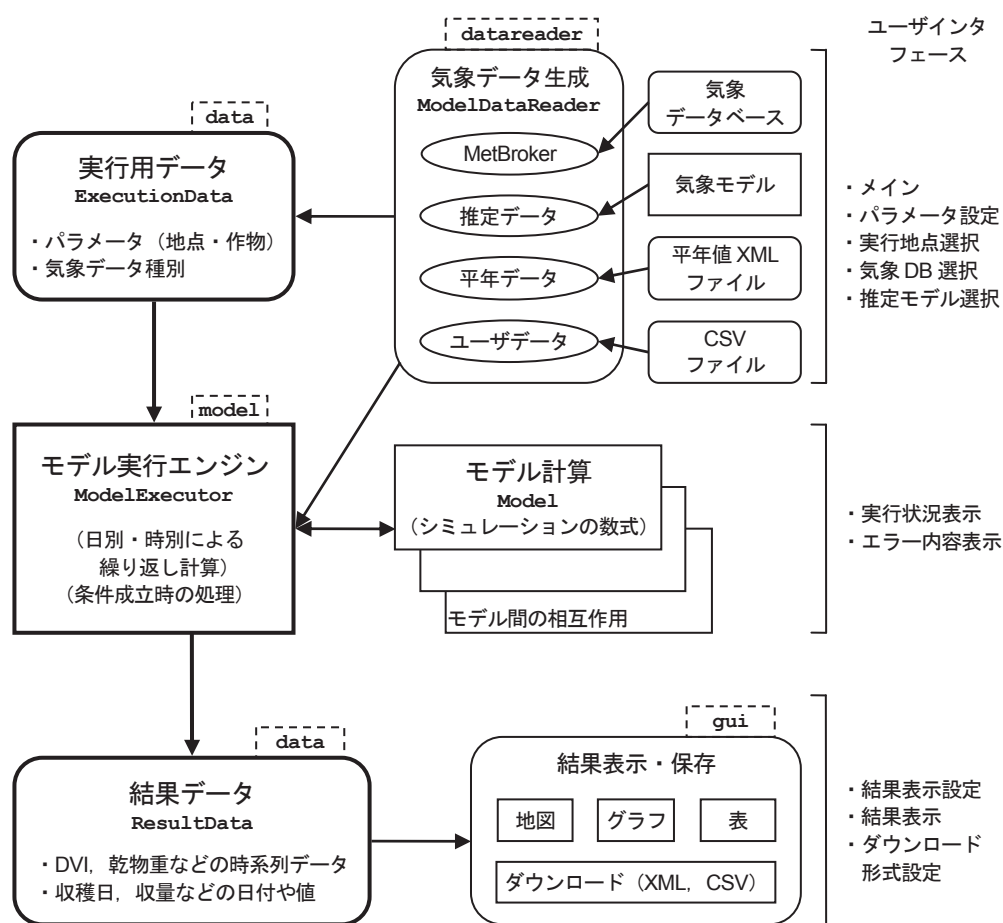 ユーザインタ
フェース
datareader
気象データ生成
ModelDataReader
MetBroker
推定データ
平年データ
ユーザデータ
気象
データベース
気象モデル
平年値 XML
ファイル
CSV
ファイル
・メイン
・パラメータ設定
・実行地点選択
・気象 DB 選択
・推定モデル選択
data
実行用データ
ExecutionData
・パラメータ（地点・作物）
・気象データ種別
model
モデル実行エンジン
ModelExecutor
（日別・時別による
繰り返し計算）
（条件成立時の処理）
モデル計算
Model
（シミュレーションの数式）
モデル間の相互作用
・実行状況表示
・エラー内容表示
data
結果データ
ResultData
・DVI，乾物重などの時系列データ
・収穫日，収量などの日付や値
gui
結果表示・保存
地図
グラフ
表
ダウンロード（XML，CSV）
・結果表示設定
・結果表示
・ダウンロード
形式設定